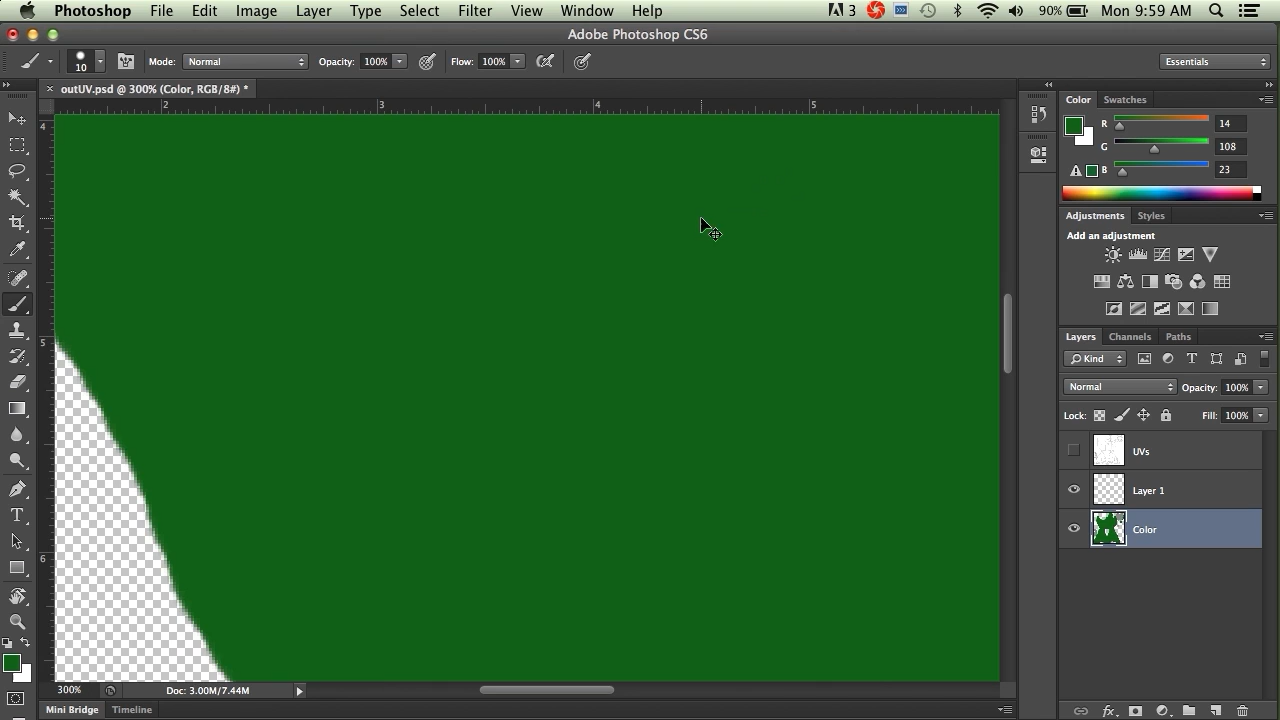 Photoshop File Edit Image Layer Type Select Filter View Window Help 3 90% Mon 9:59 AM
Adobe Photoshop CS6
10 Mode: Normal Opacity: 100% Flow: 100% Essentials
× outUV.psd @ 300% (Color, RGB/8#) *
2 3 4 5
4
5
6
Color Swatches
R 14
G 108
B 23
Adjustments Styles
Add an adjustment
Layers Channels Paths
Kind T
Normal Opacity: 100%
Lock: Fill: 100%
UVs
Layer 1
Color
T
300% Doc: 3.00M/7.44M
fx
Mini Bridge Timeline